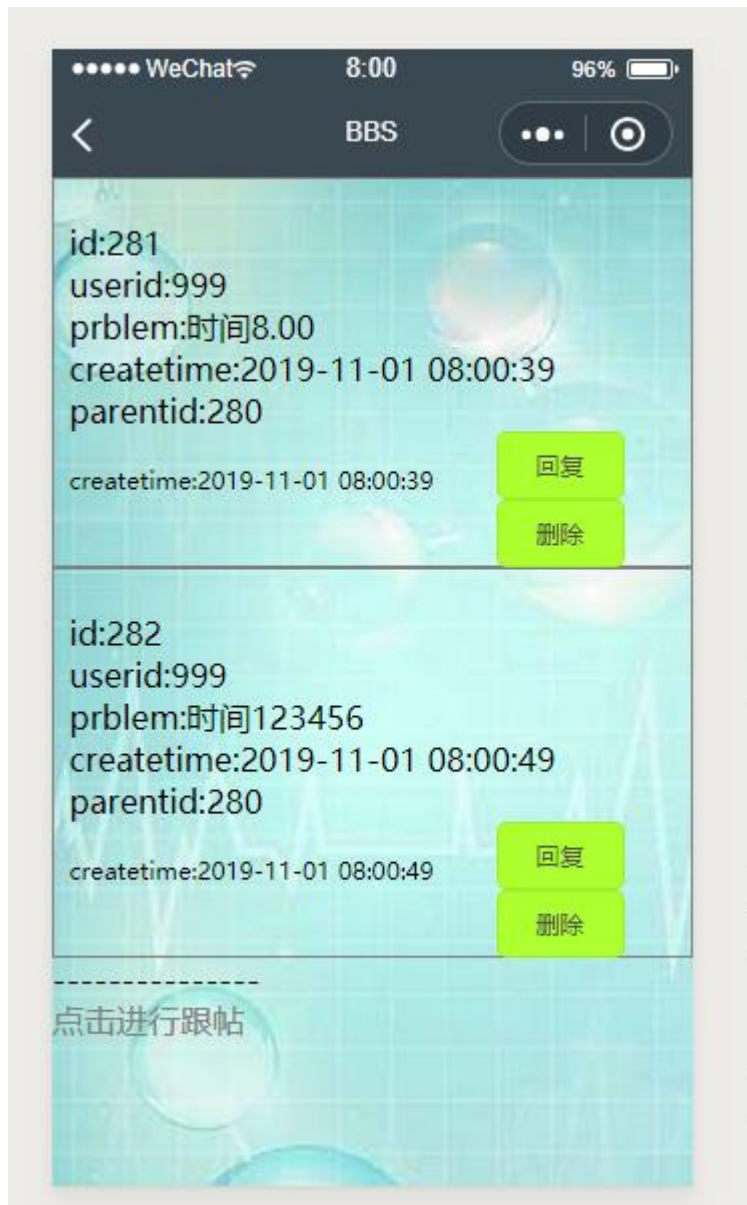 WeChat 8:00 96%
BBS
id:281
userid:999
prblem:时间8.00
createtime:2019-11-01 08:00:39
parentid:280
createtime:2019-11-01 08:00:39 回复
删除
id:282
userid:999
prblem:时间123456
createtime:2019-11-01 08:00:49
parentid:280
createtime:2019-11-01 08:00:49 回复
删除
---------------
点击进行跟帖